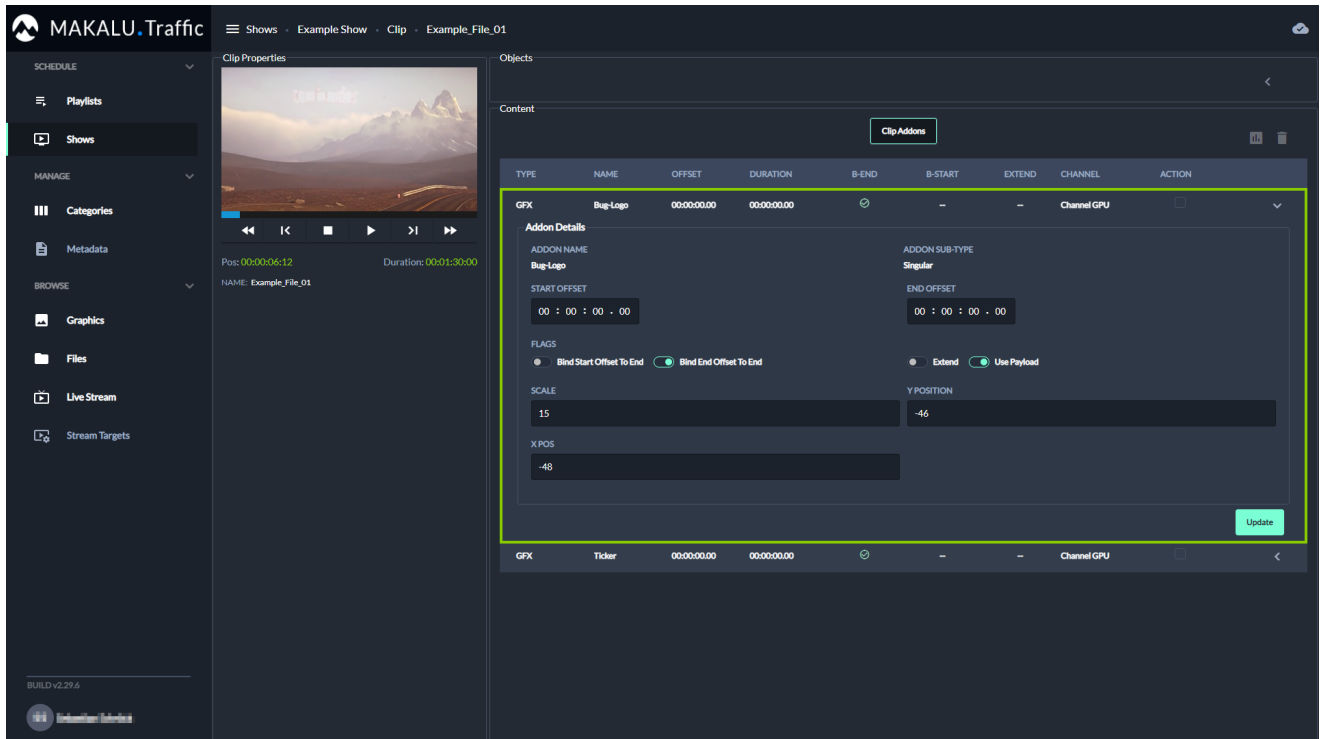 MAKALU.Traffic
Shows • Example Show • Clip • Example_File_01
SCHEDULE
Playlists
Shows
MANAGE
Categories
Metadata
BROWSE
Graphics
Files
Live Stream
Stream Targets
BUILD v2.29.6
Clip Properties
Pos: 00:00:06:12 Duration: 00:01:30:00
NAME: Example_File_01
Objects
Content
Clip Addons
TYPE NAME OFFSET DURATION B-END B-START EXTEND CHANNEL ACTION
GFX Bug-Logo 00:00:00.00 00:00:00.00 – – Channel GPU
Addon Details
ADDON NAME ADDON SUB-TYPE
Bug-Logo Singular
START OFFSET END OFFSET
00 : 00 : 00 . 00 00 : 00 : 00 . 00
FLAGS
Bind Start Offset To End Bind End Offset To End Extend Use Payload
SCALE Y POSITION
15 -46
X POS
-48
Update
GFX Ticker 00:00:00.00 00:00:00.00 – – Channel GPU